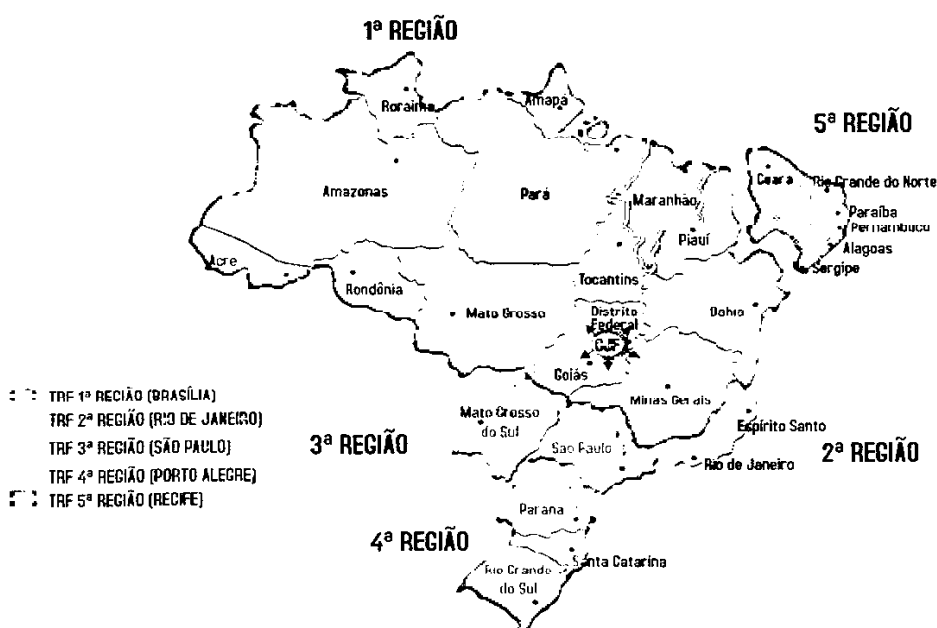 1ª REGIÃO
Roraima
Amapá
5ª REGIÃO
Ceará
Rio Grande do Norte
Amazonas
Pará
Maranhão
Paraíba
Pernambuco
Piauí
Alagoas
Acre
Sergipe
Rondônia
Tocantins
Mato Grosso
Distrito
Federal
Bahia
CJF
Goiás
TRF 1ª REGIÃO (BRASÍLIA)
TRF 2ª REGIÃO (RIO DE JANEIRO)
TRF 3ª REGIÃO (SÃO PAULO)
TRF 4ª REGIÃO (PORTO ALEGRE)
TRF 5ª REGIÃO (RECIFE)
Minas Gerais
Mato Grosso
do Sul
Espírito Santo
3ª REGIÃO
São Paulo
Rio de Janeiro
2ª REGIÃO
Paraná
4ª REGIÃO
Santa Catarina
Rio Grande
do Sul